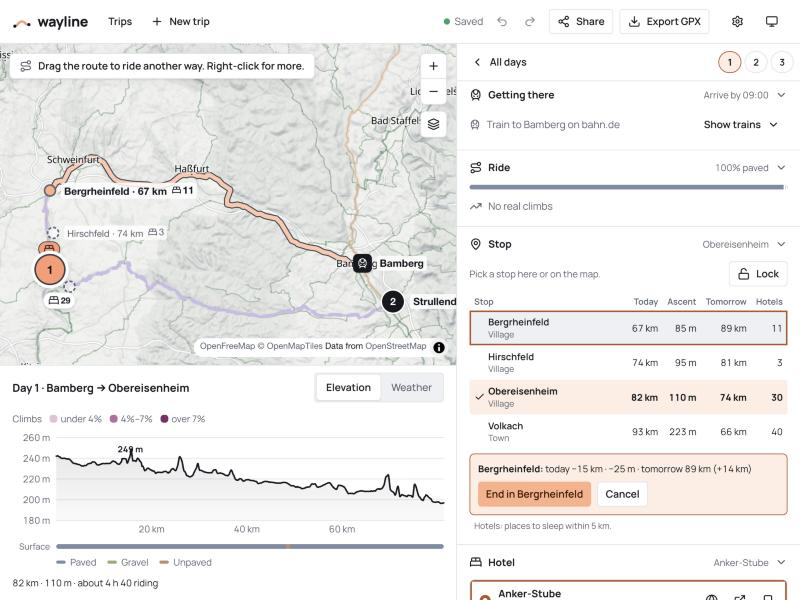 wayline
Trips
New trip
Saved
Share
Export GPX
Drag the route to ride another way. Right-click for more.
Bad Staffels
Schweinfurt
Haßfurt
Bergrheinfeld · 67 km 11
Hirschfeld · 74 km 3
1
29
Bamberg
2
Strullend
OpenFreeMap © OpenMapTiles Data from OpenStreetMap
Day 1 · Bamberg → Obereisenheim
Elevation
Weather
Climbs under 4% 4%–7% over 7%
260 m
240 m
220 m
200 m
180 m
249 m
20 km
40 km
60 km
Surface
Paved
Gravel
Unpaved
82 km · 110 m · about 4 h 40 riding
All days
1
2
3
Getting there
Arrive by 09:00
Train to Bamberg on bahn.de
Show trains
Ride
100% paved
No real climbs
Stop
Obereisenheim
Pick a stop here or on the map.
Lock
Stop Today Ascent Tomorrow Hotels
Bergrheinfeld
Village
67 km 85 m 89 km 11
Hirschfeld
Village
74 km 95 m 81 km 3
Obereisenheim
Village
82 km 110 m 74 km 30
Volkach
Town
93 km 223 m 66 km 40
Bergrheinfeld: today −15 km · −25 m · tomorrow 89 km (+14 km)
End in Bergrheinfeld
Cancel
Hotels: places to sleep within 5 km.
Hotel
Anker-Stube
Anker-Stube